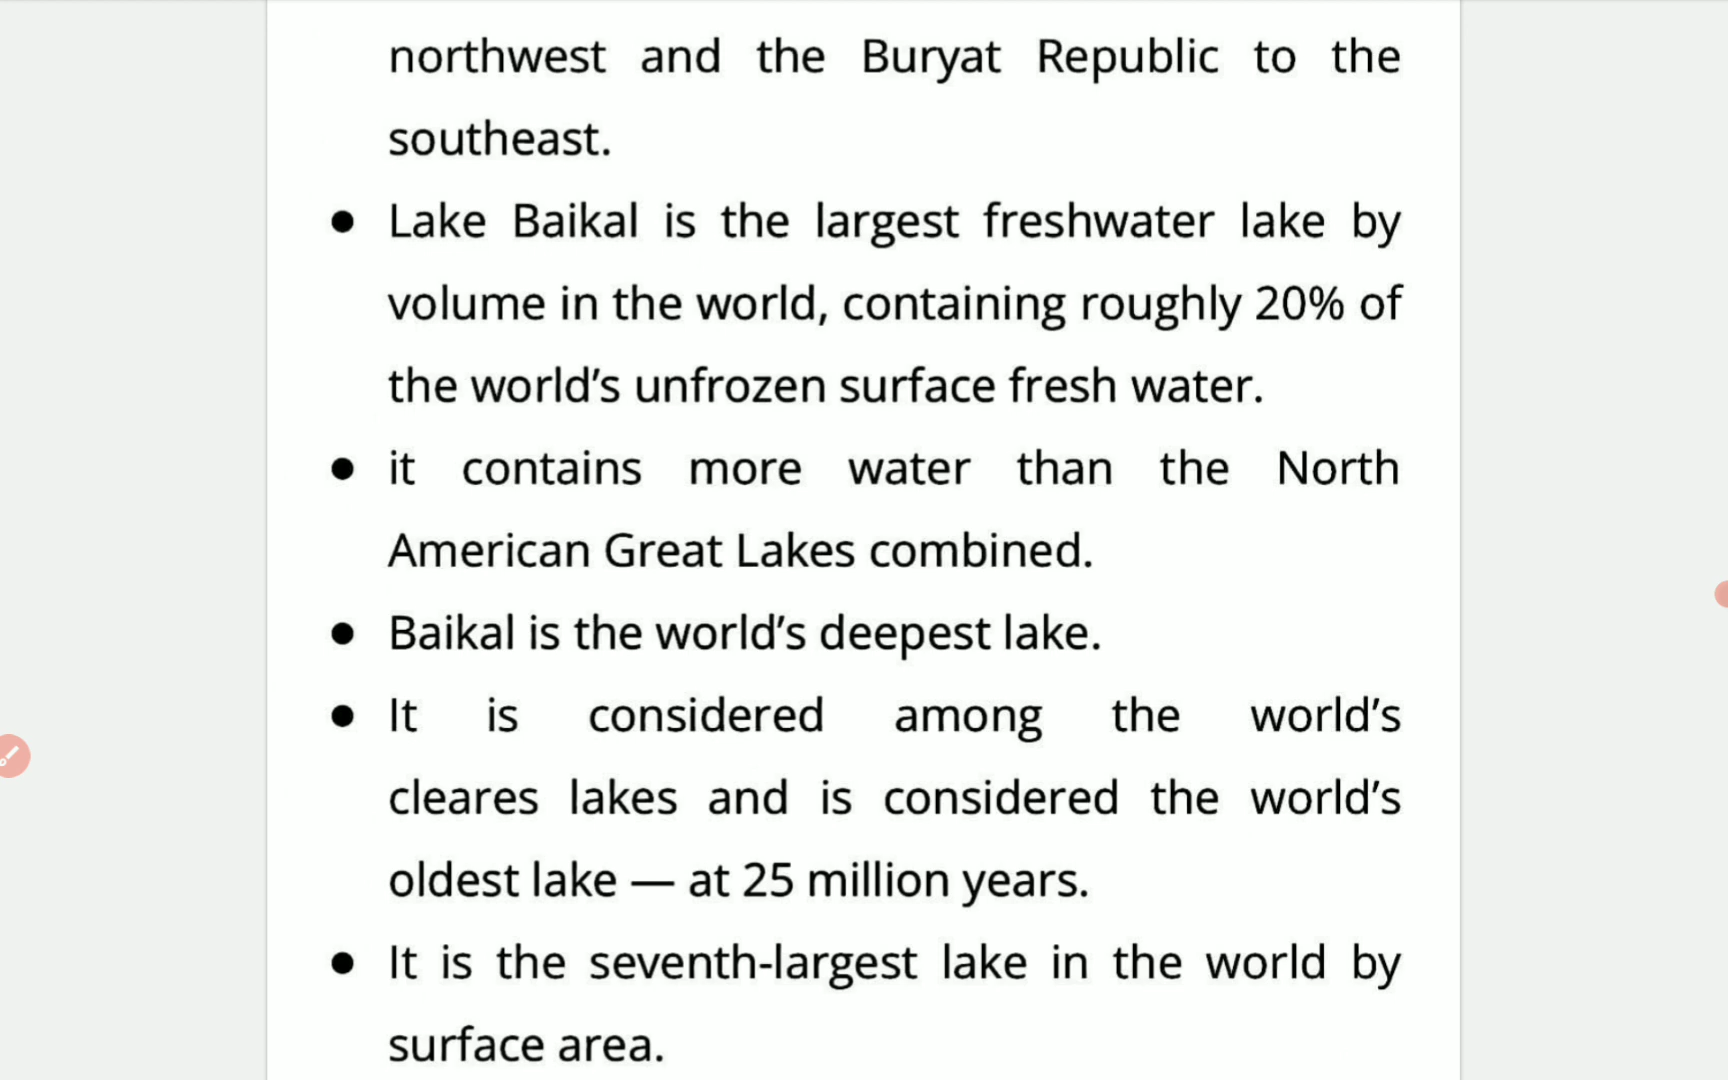 northwest and the Buryat Republic to the
southeast.
● Lake Baikal is the largest freshwater lake by
volume in the world, containing roughly 20% of
the world’s unfrozen surface fresh water.
● it contains more water than the North
American Great Lakes combined.
● Baikal is the world’s deepest lake.
● It is considered among the world’s
cleares lakes and is considered the world’s
oldest lake — at 25 million years.
● It is the seventh-largest lake in the world by
surface area.